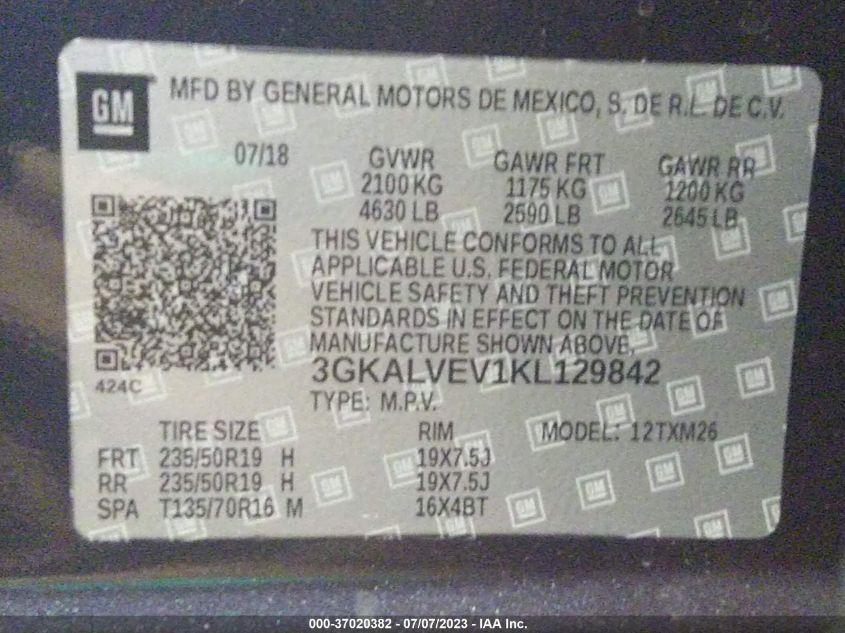 GM
MFD BY GENERAL MOTORS DE MEXICO, S. DE R.L. DE C.V.
07/18 GVWR GAWR FRT GAWR RR
2100 KG 1175 KG 1200 KG
4630 LB 2590 LB 2645 LB
THIS VEHICLE CONFORMS TO ALL
APPLICABLE U.S. FEDERAL MOTOR
VEHICLE SAFETY AND THEFT PREVENTION
STANDARDS IN EFFECT ON THE DATE OF
MANUFACTURE SHOWN ABOVE.
424C
3GKALVEV1KL129842
TYPE: M.P.V.
TIRE SIZE RIM MODEL: 12TXM26
FRT 235/50R19 H 19X7.5J
RR 235/50R19 H 19X7.5J
SPA T135/70R16 M 16X4BT
000-37020382 - 07/07/2023 - IAA Inc.